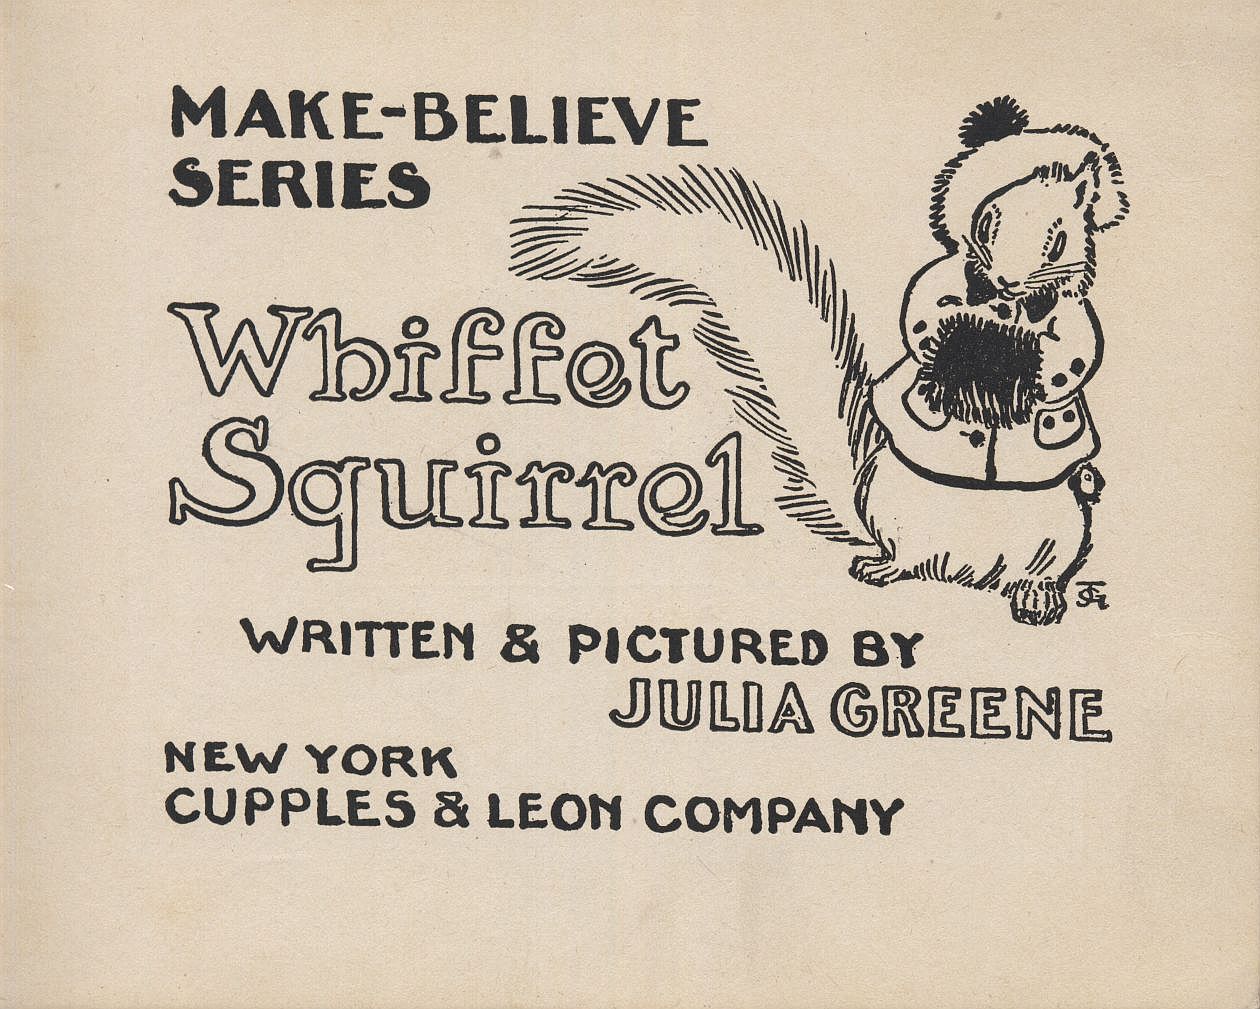 MAKE-BELIEVE
SERIES
Whiffet
Squirrel
WRITTEN & PICTURED BY
JULIA GREENE
NEW YORK
CUPPLES & LEON COMPANY